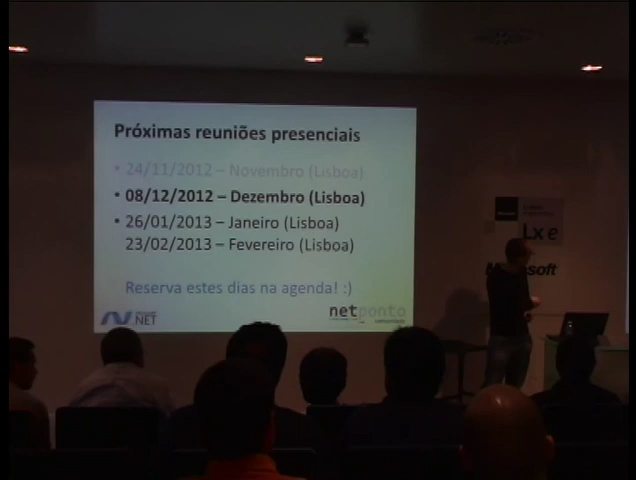 Próximas reuniões presenciais
• 24/11/2012 – Novembro (Lisboa)
• 08/12/2012 – Dezembro (Lisboa)
• 26/01/2013 – Janeiro (Lisboa)
23/02/2013 – Fevereiro (Lisboa)
Reserva estes dias na agenda! :)
NET
netponto
Lx e
Microsoft